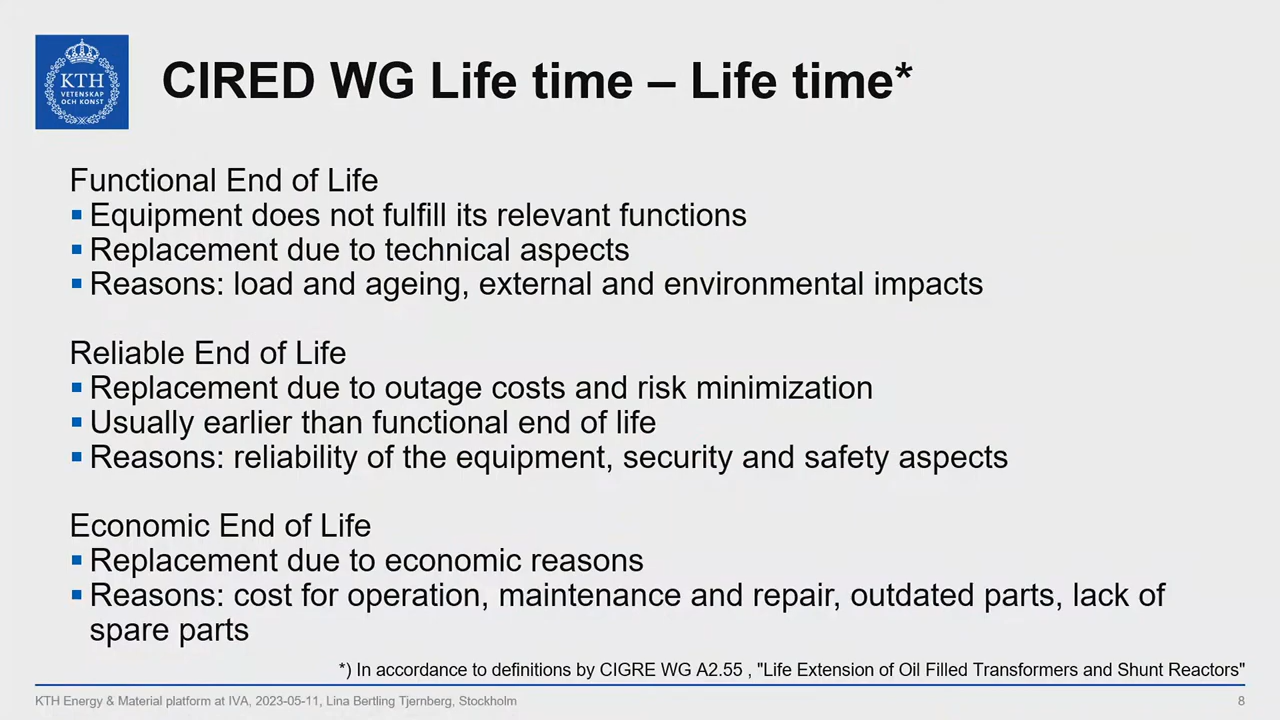 KTH
VETENSKAP
OCH KONST
CIRED WG Life time – Life time*
Functional End of Life
▪ Equipment does not fulfill its relevant functions
▪ Replacement due to technical aspects
▪ Reasons: load and ageing, external and environmental impacts
Reliable End of Life
▪ Replacement due to outage costs and risk minimization
▪ Usually earlier than functional end of life
▪ Reasons: reliability of the equipment, security and safety aspects
Economic End of Life
▪ Replacement due to economic reasons
▪ Reasons: cost for operation, maintenance and repair, outdated parts, lack of
spare parts
*) In accordance to definitions by CIGRE WG A2.55 , "Life Extension of Oil Filled Transformers and Shunt Reactors"
KTH Energy & Material platform at IVA, 2023-05-11, Lina Bertling Tjernberg, Stockholm
8